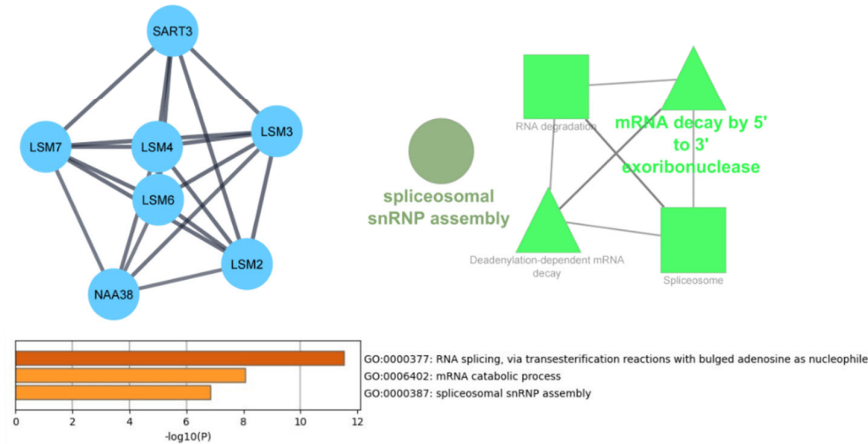 SART3
LSM7
LSM4
LSM3
LSM6
LSM2
NAA38
RNA degradation
mRNA decay by 5'
to 3'
exoribonuclease
spliceosomal
snRNP assembly
Deadenylation-dependent mRNA
decay
Spliceosome
GO:0000377: RNA splicing, via transesterification reactions with bulged adenosine as nucleophile
GO:0006402: mRNA catabolic process
GO:0000387: spliceosomal snRNP assembly
0 2 4 6 8 10 12
-log10(P)